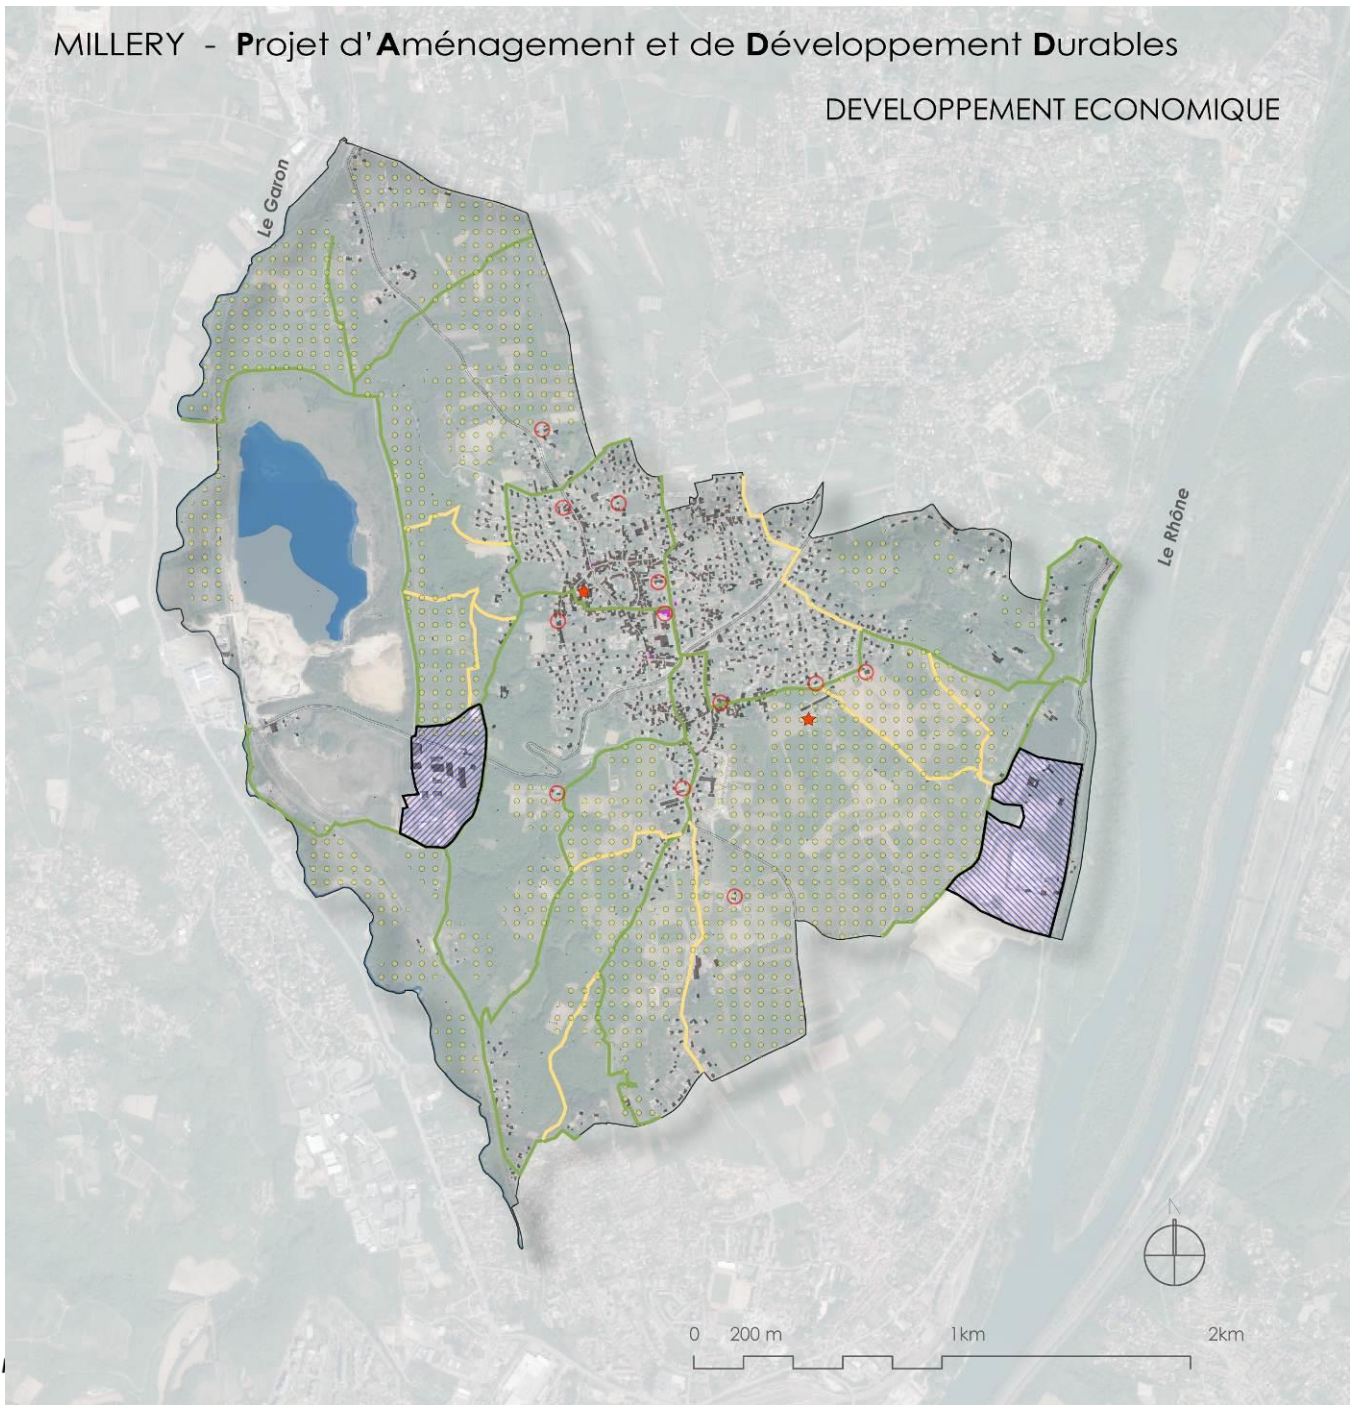 MILLERY - Projet d'Aménagement et de Développement Durables
DEVELOPPEMENT ECONOMIQUE
Le Garon
Le Rhône
N
0 200 m 1km 2km